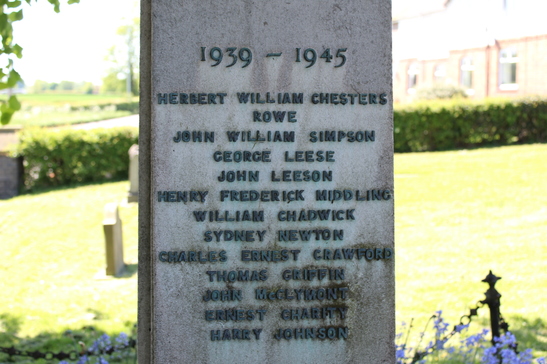 1939 – 1945
HERBERT WILLIAM CHESTERS
ROWE
JOHN WILLIAM SIMPSON
GEORGE LEESE
JOHN LEESON
HENRY FREDERICK MIDDLING
WILLIAM CHADWICK
SYDNEY NEWTON
CHARLES ERNEST CRAWFORD
THOMAS GRIFFIN
JOHN McCLYMONT
ERNEST CHARITY
HARRY JOHNSON